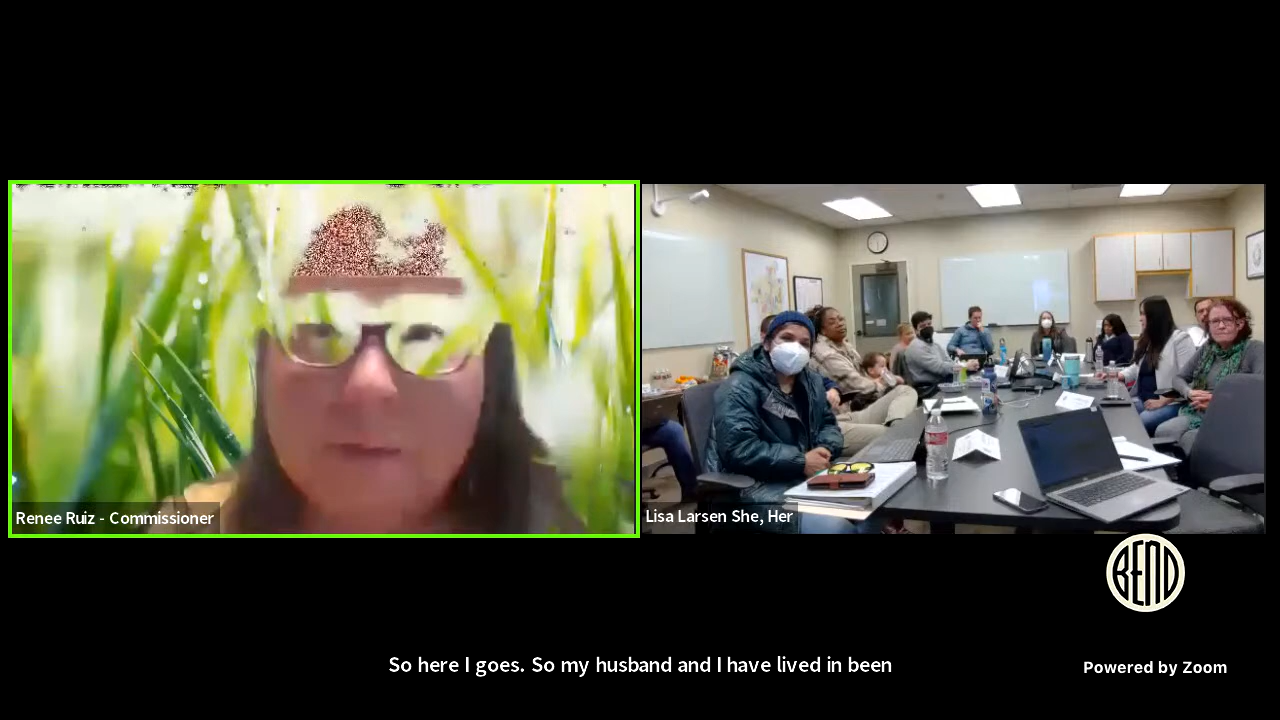 Renee Ruiz - Commissioner
Lisa Larsen She, Her
BEND
So here I goes. So my husband and I have lived in been
Powered by Zoom